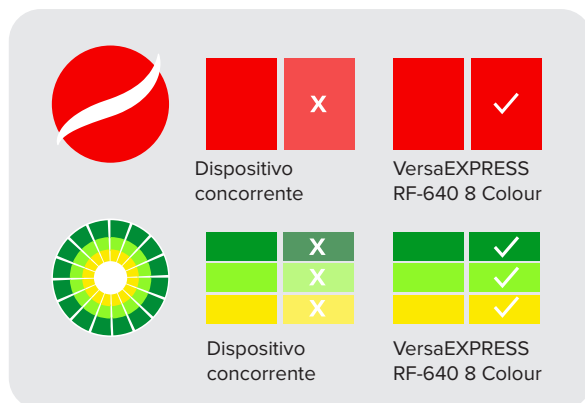 X
Dispositivo
concorrente
VersaEXPRESS
RF-640 8 Colour
X
X
X
Dispositivo
concorrente
VersaEXPRESS
RF-640 8 Colour